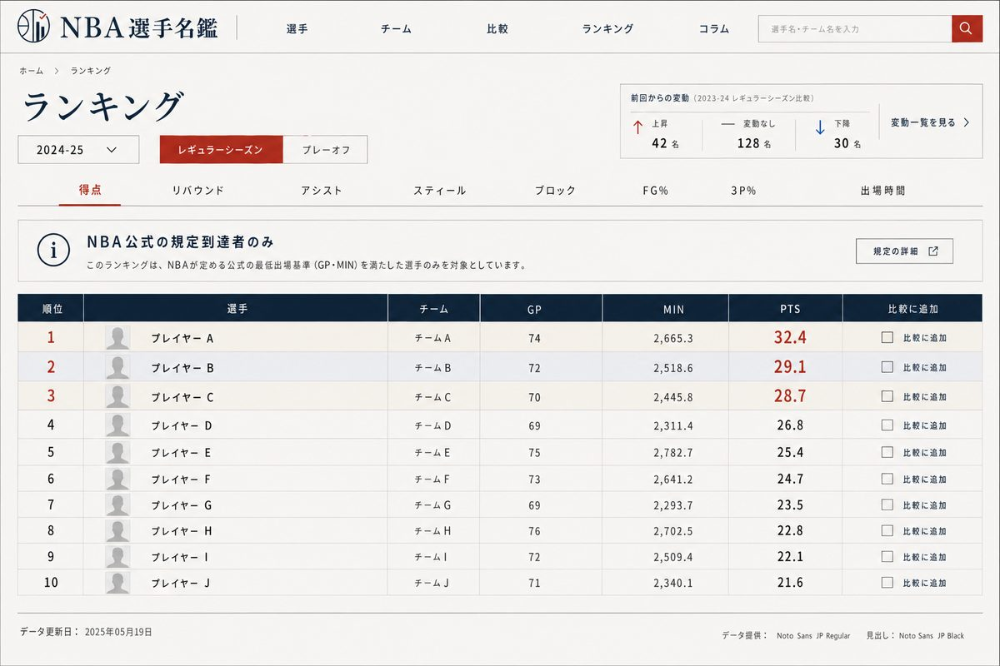 NBA選手名鑑
選手 チーム 比較 ランキング コラム
選手名・チーム名を入力
ホーム ランキング
ランキング
前回からの変動（2023-24 レギュラーシーズン比較）
上昇 変動なし 下降
42 名 128 名 30 名
変動一覧を見る
2024-25 レギュラーシーズン プレーオフ
得点 リバウンド アシスト スティール ブロック FG% 3P% 出場時間
NBA公式の規定到達者のみ
このランキングは、NBAが定める公式の最低出場基準（GP・MIN）を満たした選手のみを対象としています。
規定の詳細
順位 選手 チーム GP MIN PTS 比較に追加
1 プレイヤー A チームA 74 2,665.3 32.4 比較に追加
2 プレイヤー B チームB 72 2,518.6 29.1 比較に追加
3 プレイヤー C チームC 70 2,445.8 28.7 比較に追加
4 プレイヤー D チームD 69 2,311.4 26.8 比較に追加
5 プレイヤー E チームE 75 2,782.7 25.4 比較に追加
6 プレイヤー F チームF 73 2,641.2 24.7 比較に追加
7 プレイヤー G チームG 69 2,293.7 23.5 比較に追加
8 プレイヤー H チームH 76 2,702.5 22.8 比較に追加
9 プレイヤー I チームI 72 2,509.4 22.1 比較に追加
10 プレイヤー J チームJ 71 2,340.1 21.6 比較に追加
データ更新日： 2025年05月19日
データ提供： Noto Sans JP Regular 見出し：Noto Sans JP Black